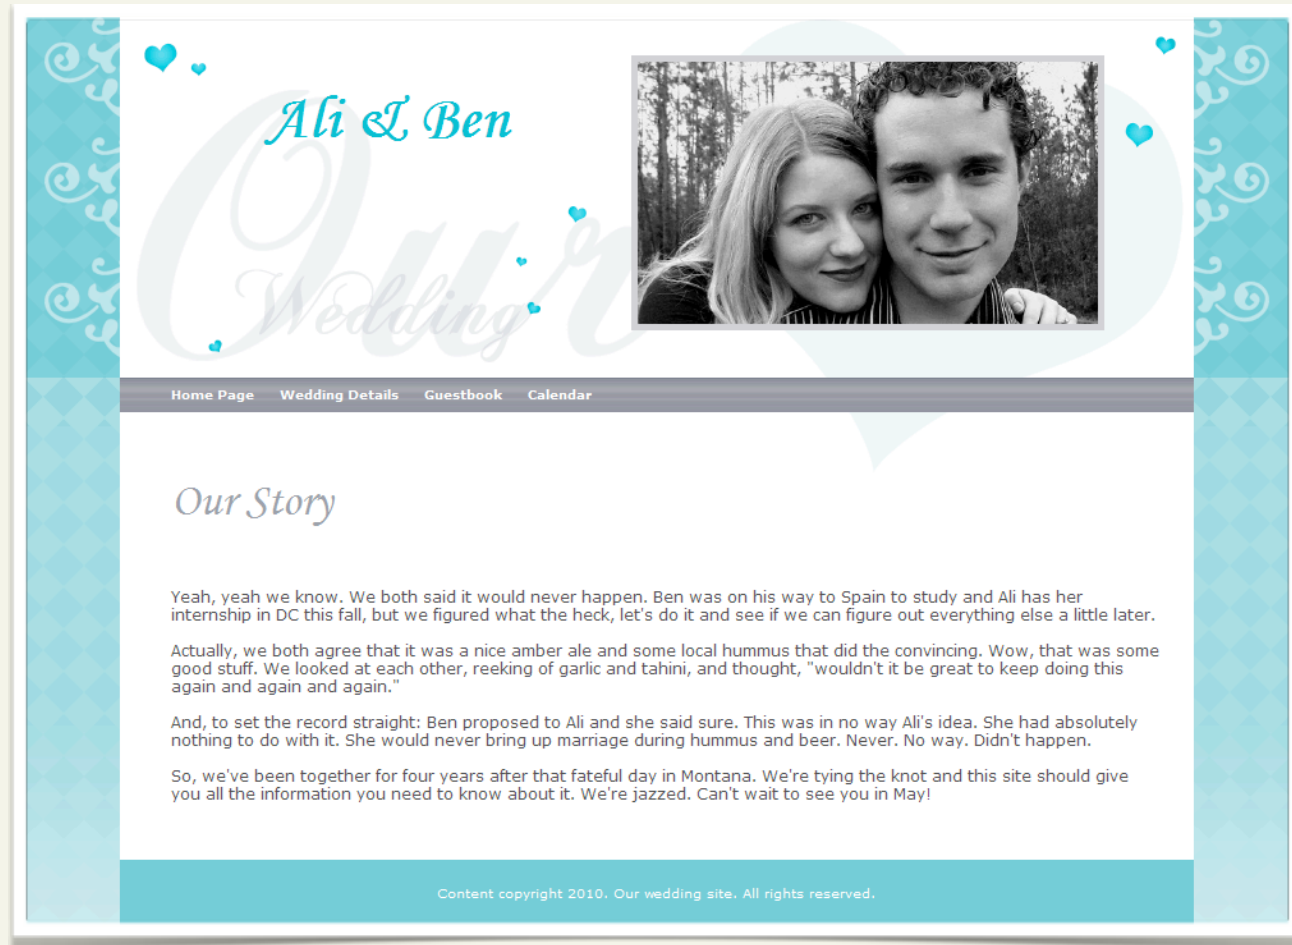 Ali & Ben
Our
Wedding
Home Page Wedding Details Guestbook Calendar
Our Story
Yeah, yeah we know. We both said it would never happen. Ben was on his way to Spain to study and Ali has her
internship in DC this fall, but we figured what the heck, let's do it and see if we can figure out everything else a little later.
Actually, we both agree that it was a nice amber ale and some local hummus that did the convincing. Wow, that was some
good stuff. We looked at each other, reeking of garlic and tahini, and thought, "wouldn't it be great to keep doing this
again and again and again."
And, to set the record straight: Ben proposed to Ali and she said sure. This was in no way Ali's idea. She had absolutely
nothing to do with it. She would never bring up marriage during hummus and beer. Never. No way. Didn't happen.
So, we've been together for four years after that fateful day in Montana. We're tying the knot and this site should give
you all the information you need to know about it. We're jazzed. Can't wait to see you in May!
Content copyright 2010. Our wedding site. All rights reserved.